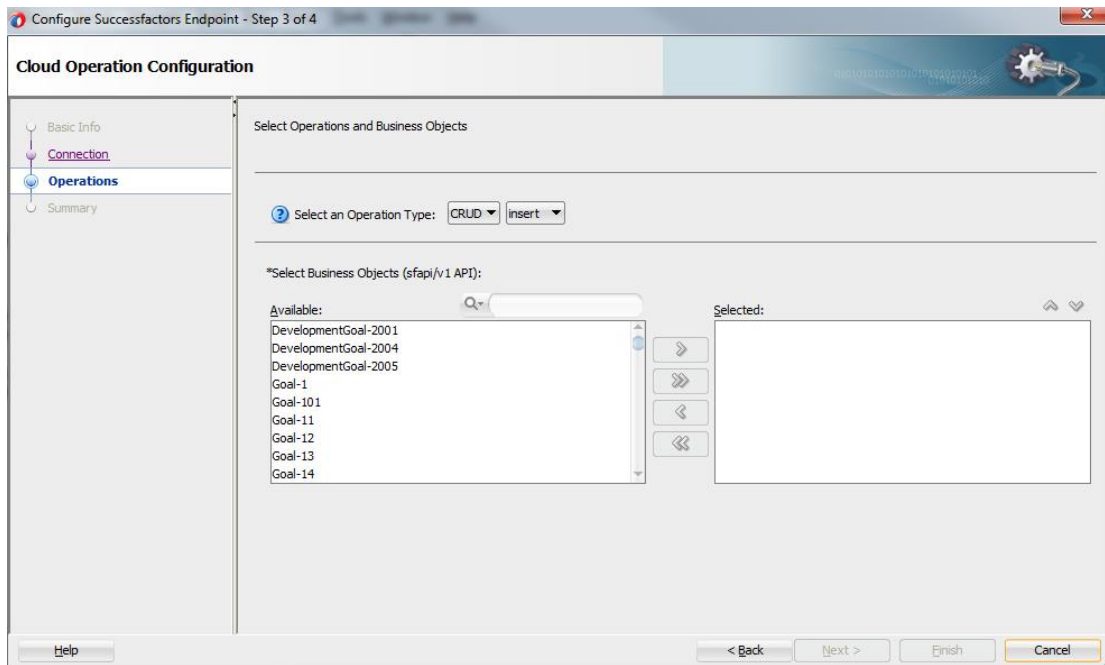 Configure Successfactors Endpoint - Step 3 of 4
Cloud Operation Configuration
Basic Info
Connection
Operations
Summary
Select Operations and Business Objects
Select an Operation Type: CRUD insert
*Select Business Objects (sfapi/v1 API):
Available:
DevelopmentGoal-2001
DevelopmentGoal-2004
DevelopmentGoal-2005
Goal-1
Goal-101
Goal-11
Goal-12
Goal-13
Goal-14
Selected:
Help
< Back
Next >
Finish
Cancel